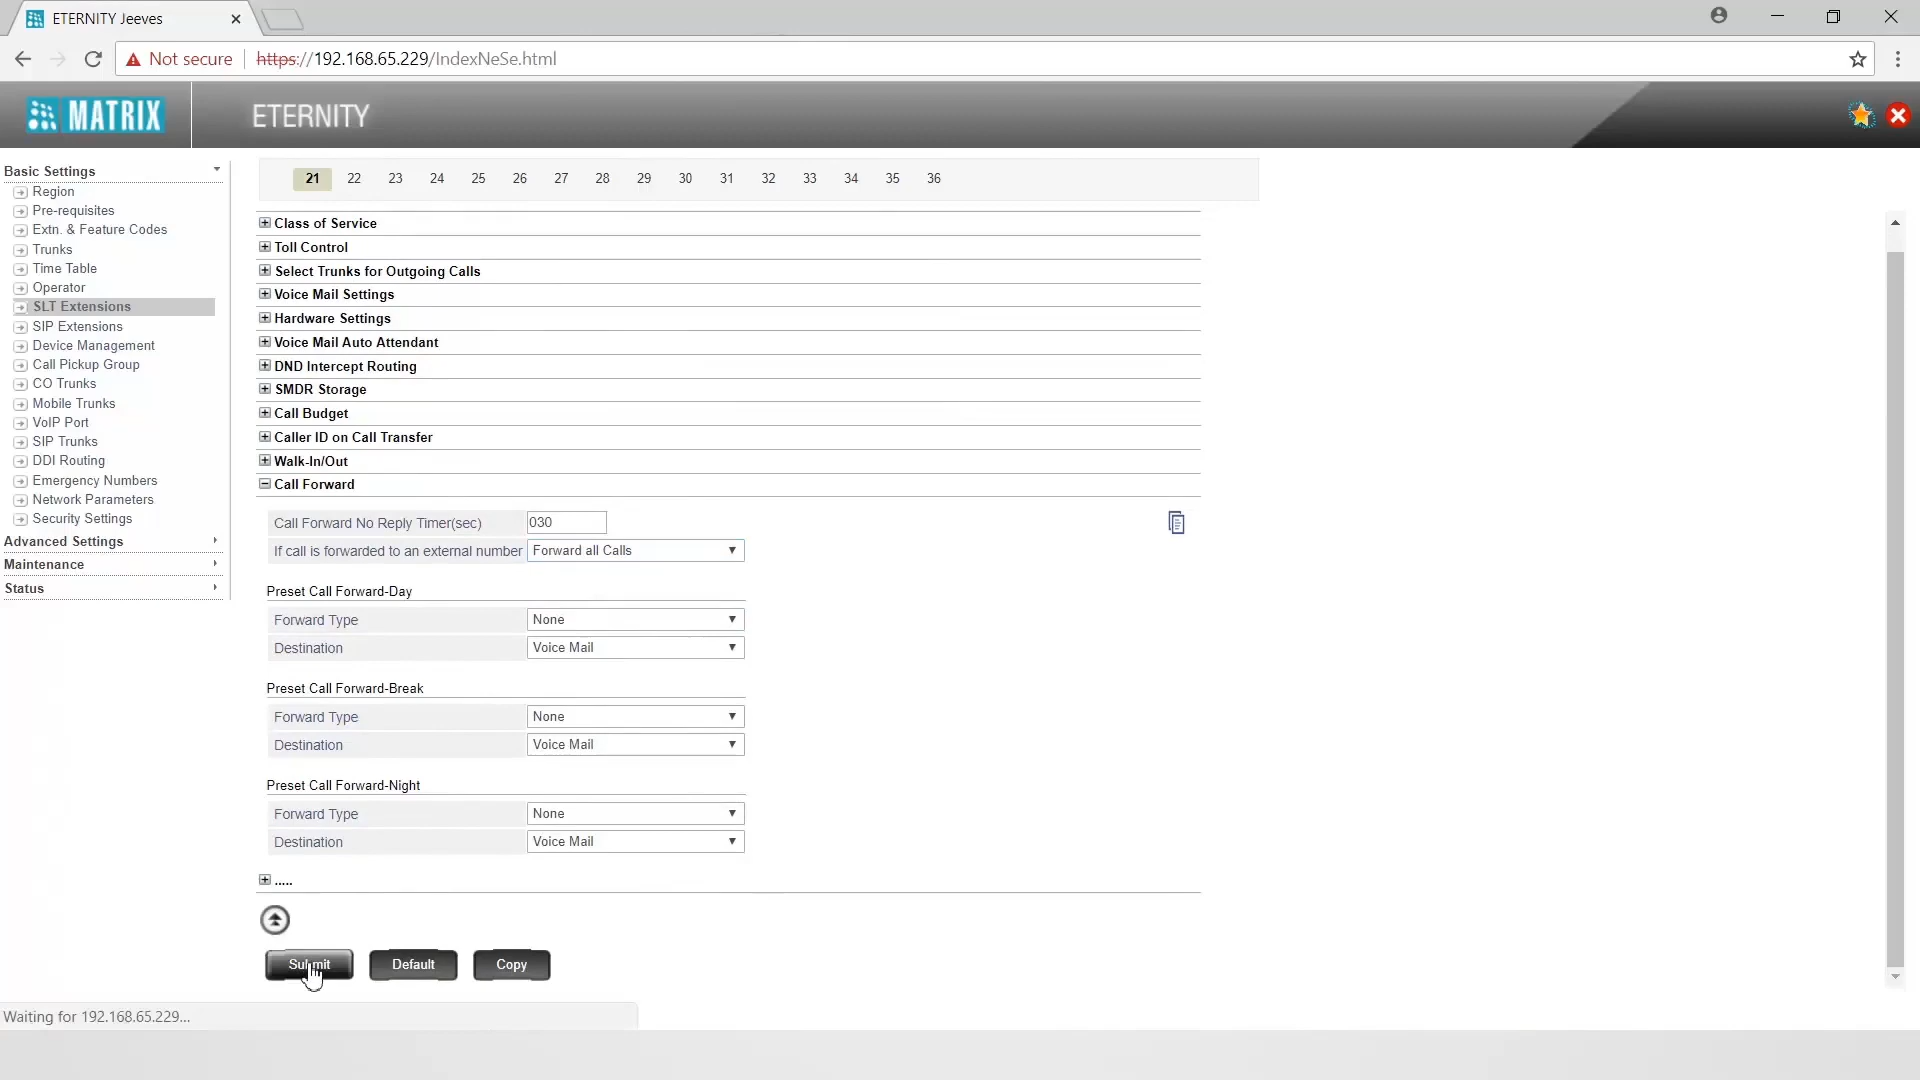 ETERNITY Jeeves
Not secure https://192.168.65.229/IndexNeSe.html
MATRIX ETERNITY
Basic Settings
Region
Pre-requisites
Extn. & Feature Codes
Trunks
Time Table
Operator
SLT Extensions
SIP Extensions
Device Management
Call Pickup Group
CO Trunks
Mobile Trunks
VoIP Port
SIP Trunks
DDI Routing
Emergency Numbers
Network Parameters
Security Settings
Advanced Settings
Maintenance
Status
21 22 23 24 25 26 27 28 29 30 31 32 33 34 35 36
Class of Service
Toll Control
Select Trunks for Outgoing Calls
Voice Mail Settings
Hardware Settings
Voice Mail Auto Attendant
DND Intercept Routing
SMDR Storage
Call Budget
Caller ID on Call Transfer
Walk-In/Out
Call Forward
Call Forward No Reply Timer(sec) 030
If call is forwarded to an external number Forward all Calls
Preset Call Forward-Day
Forward Type None
Destination Voice Mail
Preset Call Forward-Break
Forward Type None
Destination Voice Mail
Preset Call Forward-Night
Forward Type None
Destination Voice Mail
.....
Submit Default Copy
Waiting for 192.168.65.229...